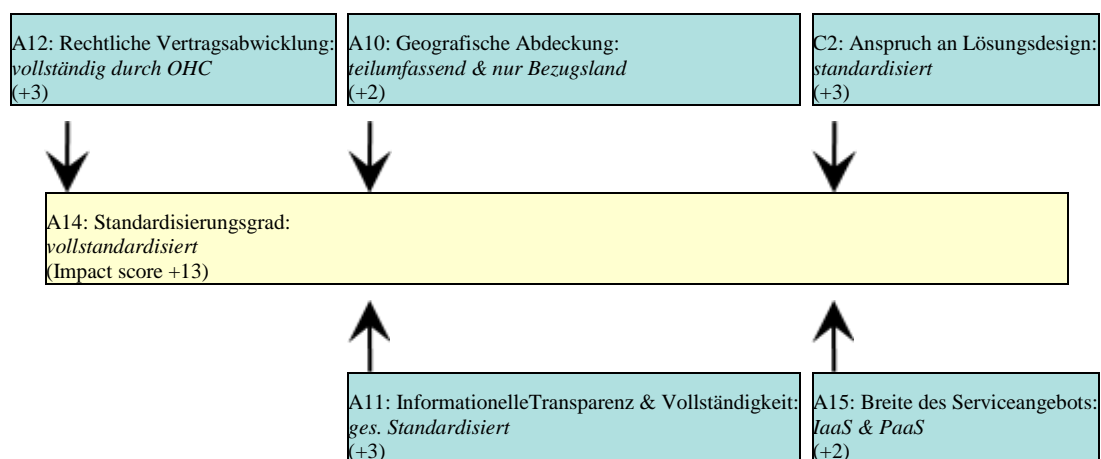 A12: Rechtliche Vertragsabwicklung:
vollständig durch OHC
(+3)
A10: Geografische Abdeckung:
teilumfassend & nur Bezugsland
(+2)
C2: Anspruch an Lösungsdesign:
standardisiert
(+3)
A14: Standardisierungsgrad:
vollstandardisiert
(Impact score +13)
A11: InformationelleTransparenz & Vollständigkeit:
ges. Standardisiert
(+3)
A15: Breite des Serviceangebots:
IaaS & PaaS
(+2)